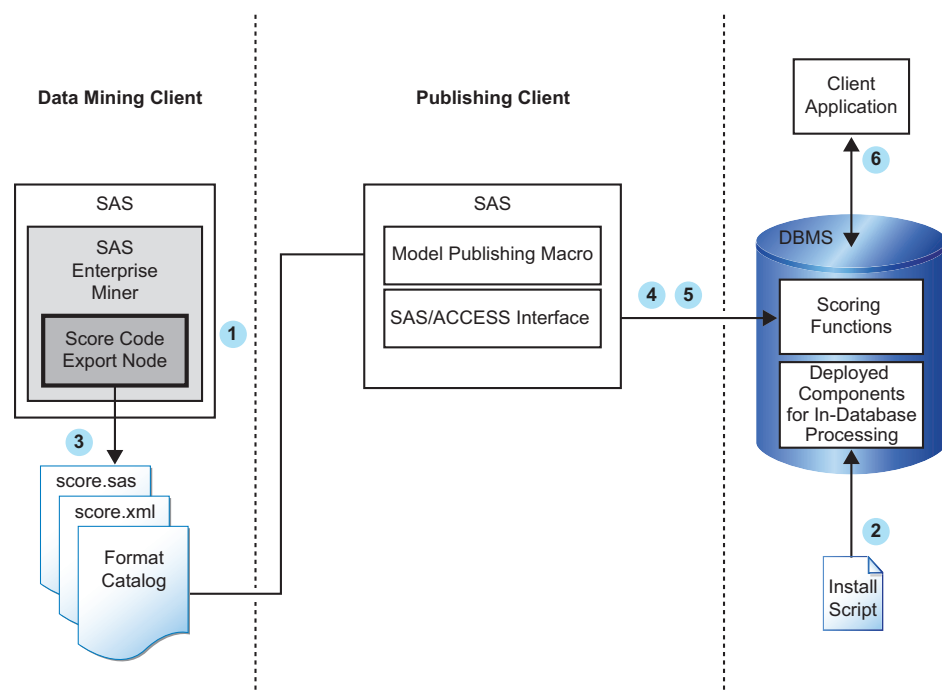 Data Mining Client
SAS
SAS
Enterprise
Miner
Score Code
Export Node
1
3
score.sas
score.xml
Format
Catalog
Publishing Client
SAS
Model Publishing Macro
SAS/ACCESS Interface
4 5
Client
Application
6
DBMS
Scoring
Functions
Deployed
Components
for In-Database
Processing
2
Install
Script